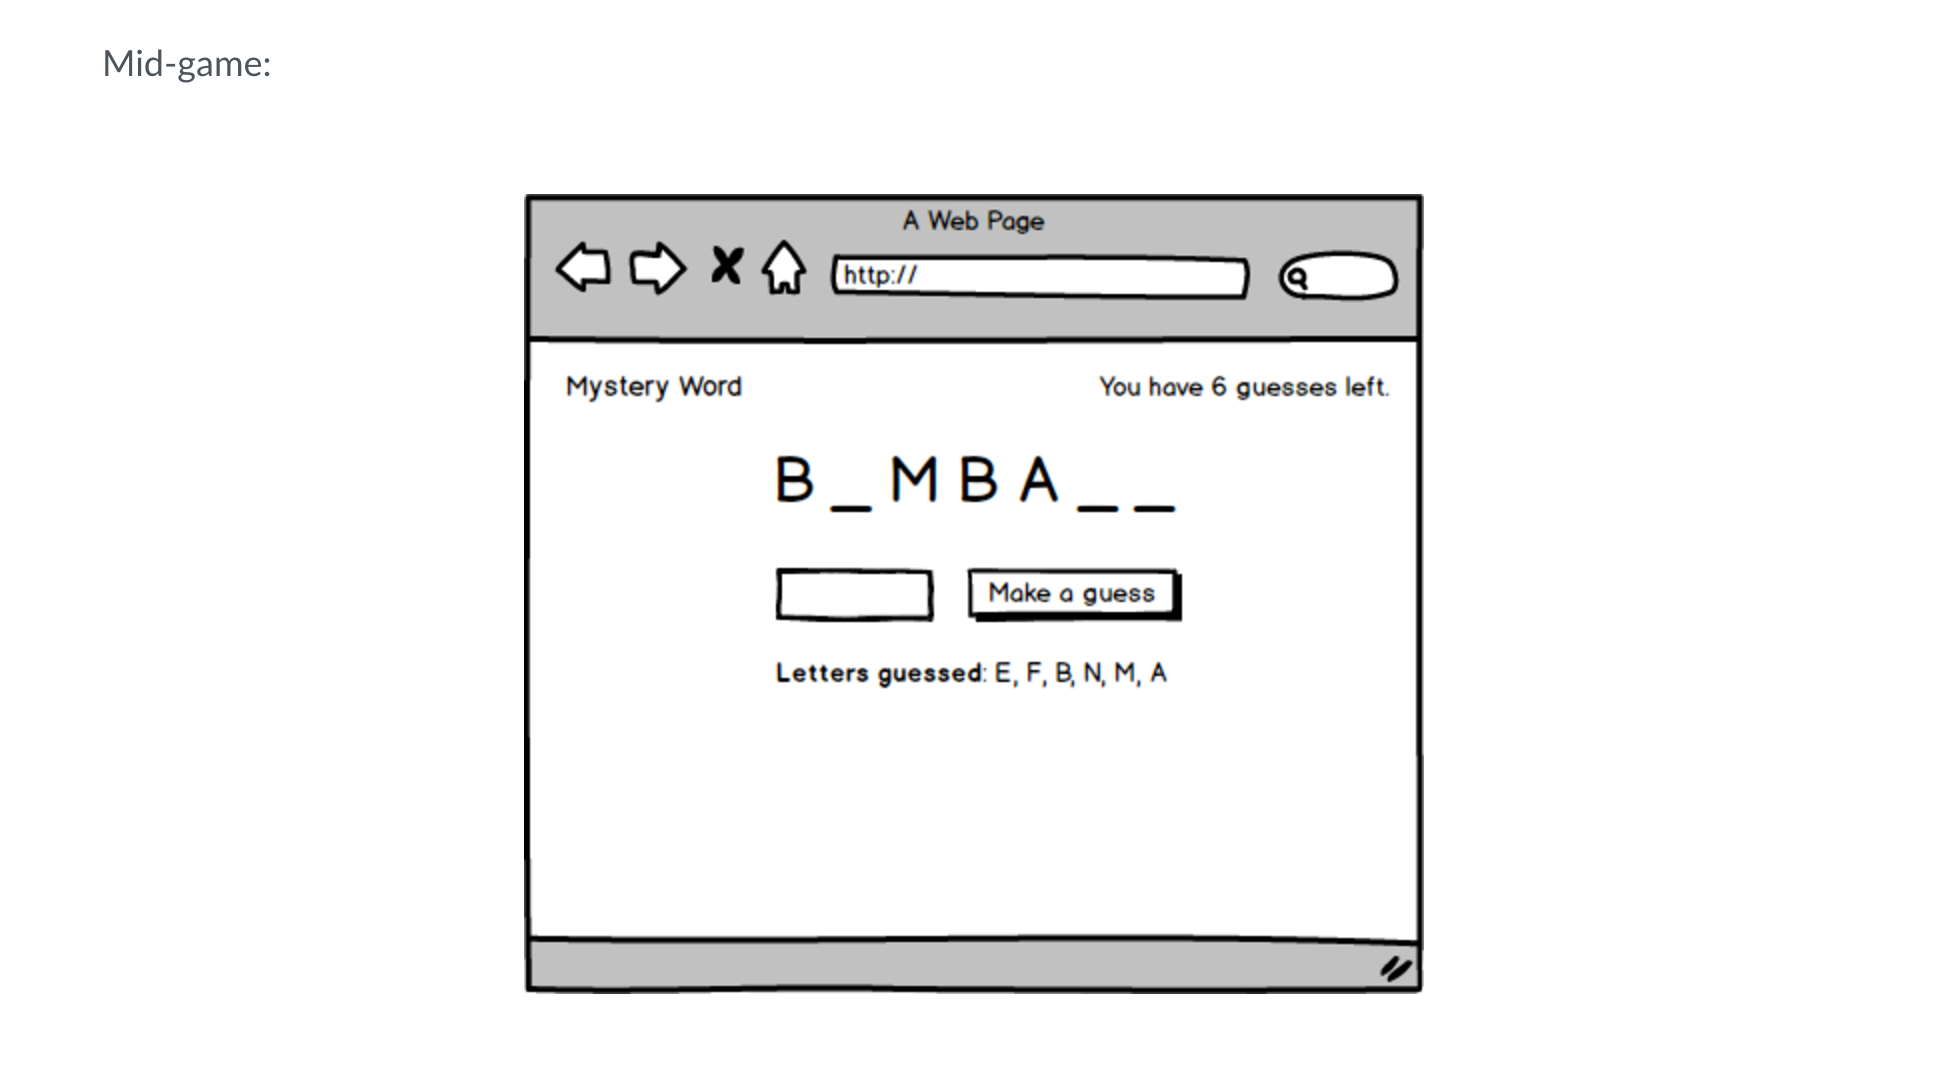 Mid-game:
A Web Page
http://
Mystery Word
You have 6 guesses left.
B _ M B A _ _
Make a guess
Letters guessed: E, F, B, N, M, A